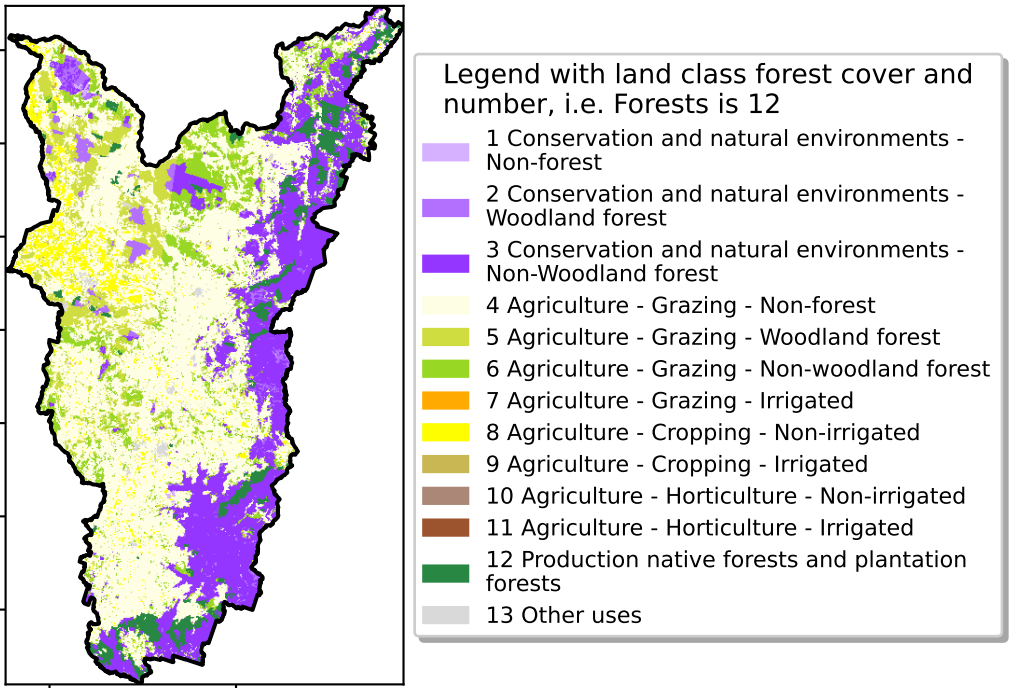 Legend with land class forest cover and
number, i.e. Forests is 12
1 Conservation and natural environments -
Non-forest
2 Conservation and natural environments -
Woodland forest
3 Conservation and natural environments -
Non-Woodland forest
4 Agriculture - Grazing - Non-forest
5 Agriculture - Grazing - Woodland forest
6 Agriculture - Grazing - Non-woodland forest
7 Agriculture - Grazing - Irrigated
8 Agriculture - Cropping - Non-irrigated
9 Agriculture - Cropping - Irrigated
10 Agriculture - Horticulture - Non-irrigated
11 Agriculture - Horticulture - Irrigated
12 Production native forests and plantation
forests
13 Other uses